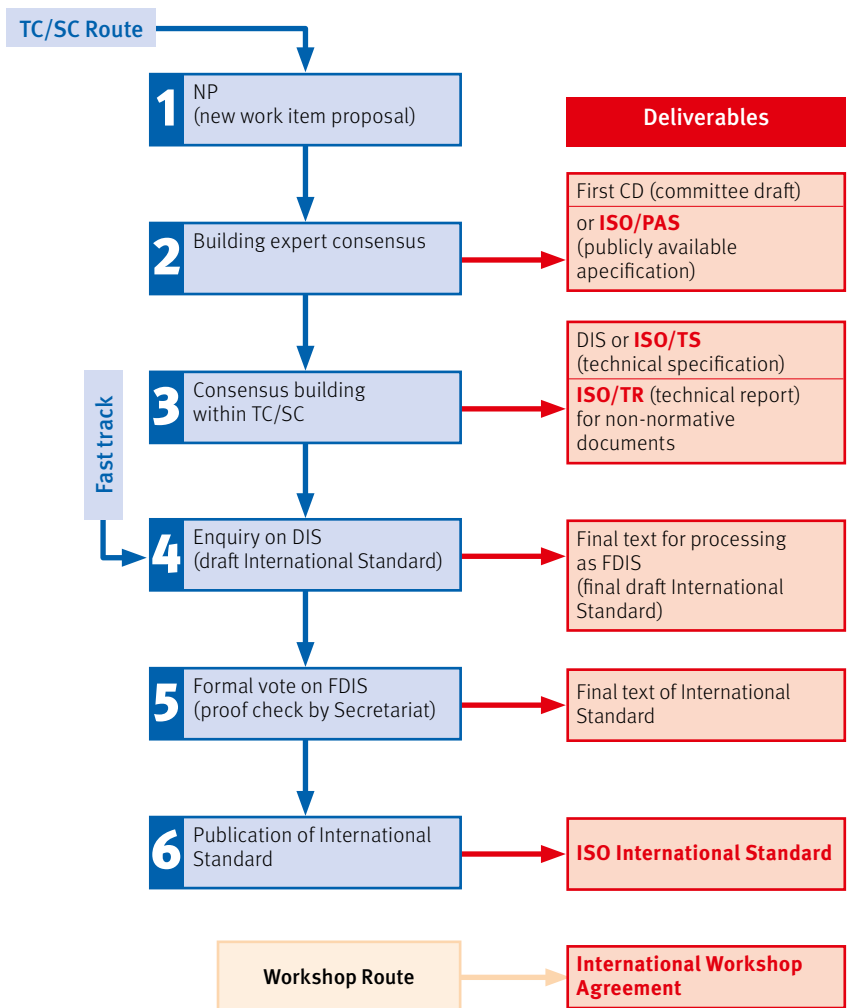 TC/SC Route
1 NP
(new work item proposal)
Deliverables
2 Building expert consensus
First CD (committee draft)
or ISO/PAS
(publicly available
apecification)
3 Consensus building
within TC/SC
DIS or ISO/TS
(technical specification)
ISO/TR (technical report)
for non-normative
documents
Fast track
4 Enquiry on DIS
(draft International Standard)
Final text for processing
as FDIS
(final draft International
Standard)
5 Formal vote on FDIS
(proof check by Secretariat)
Final text of International
Standard
6 Publication of International
Standard
ISO International Standard
Workshop Route
International Workshop
Agreement